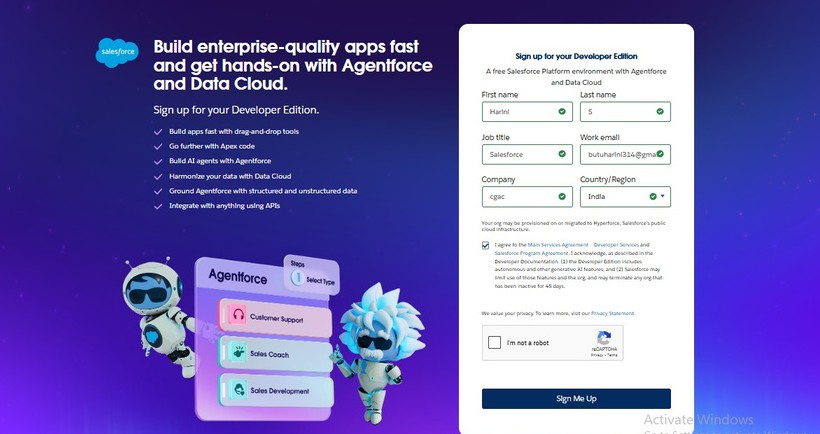 salesforce
Build enterprise-quality apps fast
and get hands-on with Agentforce
and Data Cloud.
Sign up for your Developer Edition.
Build apps fast with drag-and-drop tools
Go further with Apex code
Build AI agents with Agentforce
Harmonize your data with Data Cloud
Ground Agentforce with structured and unstructured data
Integrate with anything using APIs
Agentforce
Steps
1 Select Type
Customer Support
Sales Coach
Sales Development
Sign up for your Developer Edition
A free Salesforce Platform environment with Agentforce
and Data Cloud
First name Last name
Harini S
Job title Work email
Salesforce butuharini314@gma
Company Country/Region
cgac India
Your org may be provisioned on or migrated to Hyperforce, Salesforce's public
cloud infrastructure.
I agree to the Main Services Agreement - Developer Services and
Salesforce Program Agreement. I acknowledge, as described in the
Developer Documentation, (1) the Developer Edition includes
autonomous and other generative AI features, and (2) Salesforce may
limit use of those features and the org, and may terminate any org that
has been inactive for 45 days.
We value your privacy. To learn more, visit our Privacy Statement.
I'm not a robot
reCAPTCHA
Privacy - Terms
Sign Me Up
Activate Windows